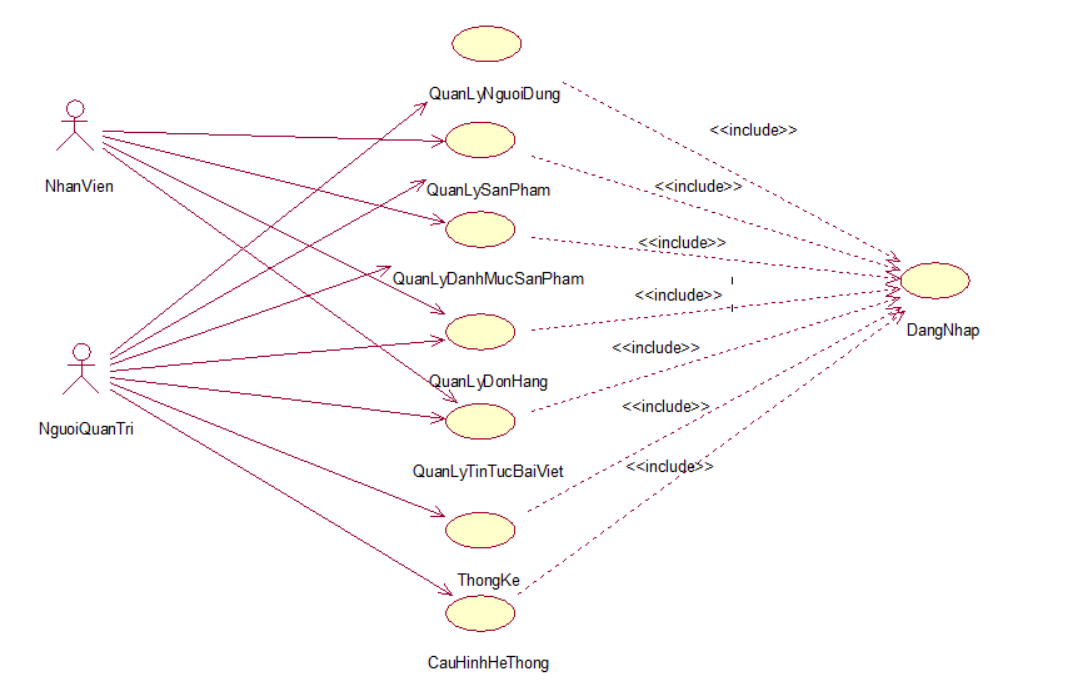 QuanLyNguoiDung
<<include>>
NhanVien
QuanLySanPham
<<include>>
<<include>>
QuanLyDanhMucSanPham
<<include>>
DangNhap
<<include>>
QuanLyDonHang
<<include>>
NguoiQuanTri
QuanLyTinTucBaiViet
<<include>>
ThongKe
CauHinhHeThong